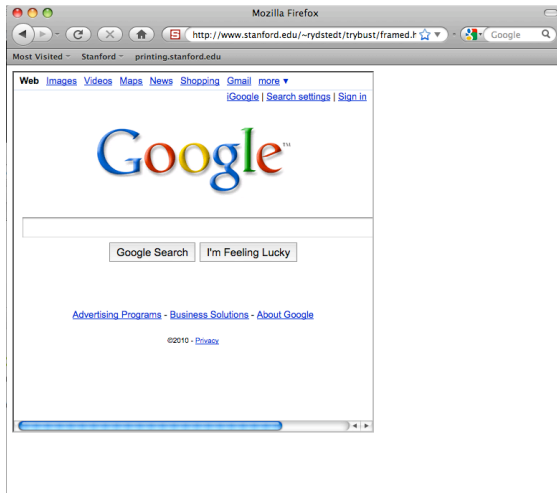 Mozilla Firefox
http://www.stanford.edu/~rydstedt/trybust/framed.h
Google
Most Visited Stanford printing.stanford.edu
Web Images Videos Maps News Shopping Gmail more ▼
iGoogle | Search settings | Sign in
Google™
Google Search I'm Feeling Lucky
Advertising Programs - Business Solutions - About Google
©2010 - Privacy